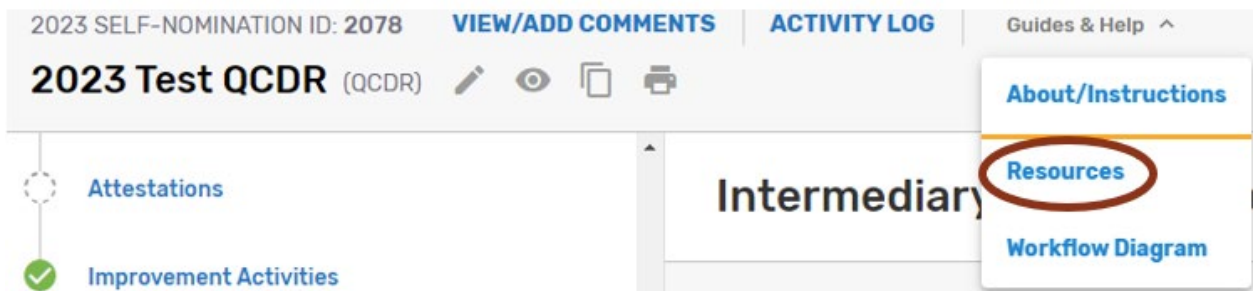 2023 SELF-NOMINATION ID: 2078 VIEW/ADD COMMENTS ACTIVITY LOG Guides & Help
2023 Test QCDR (QCDR)
About/Instructions
Attestations
Resources
Intermediary
Improvement Activities
Workflow Diagram